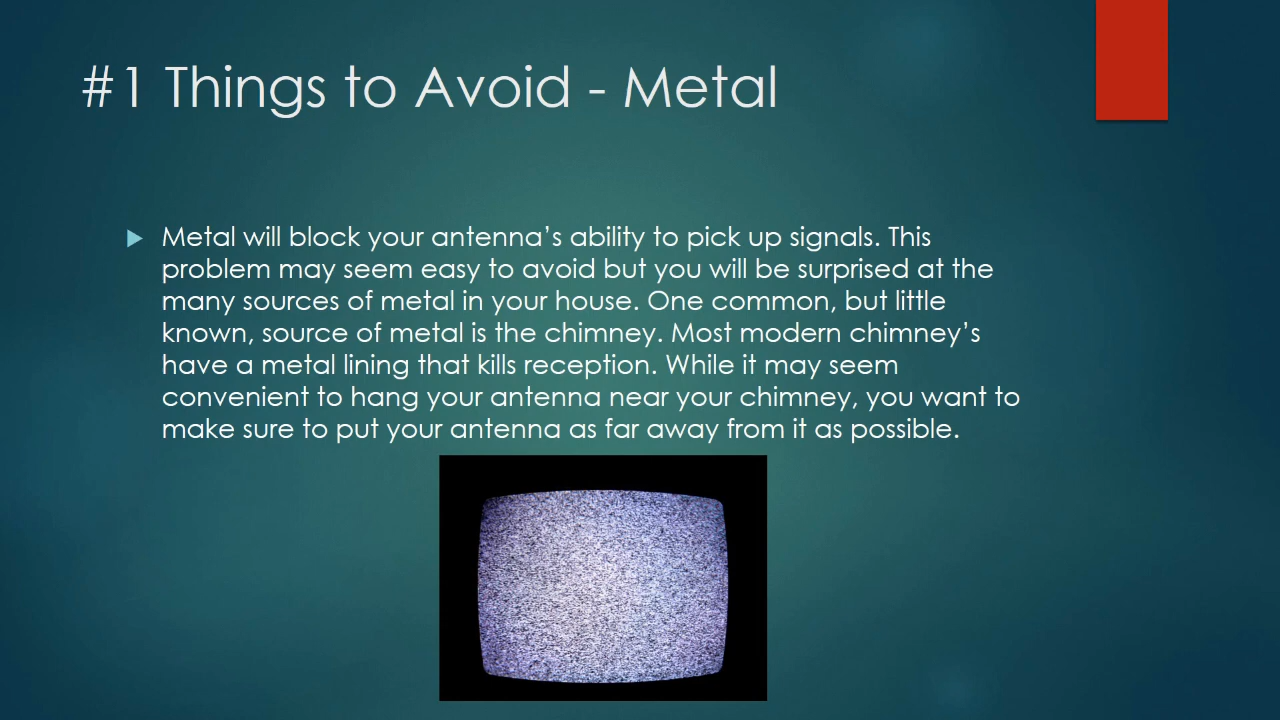 #1 Things to Avoid - Metal
Metal will block your antenna’s ability to pick up signals. This
problem may seem easy to avoid but you will be surprised at the
many sources of metal in your house. One common, but little
known, source of metal is the chimney. Most modern chimney’s
have a metal lining that kills reception. While it may seem
convenient to hang your antenna near your chimney, you want to
make sure to put your antenna as far away from it as possible.